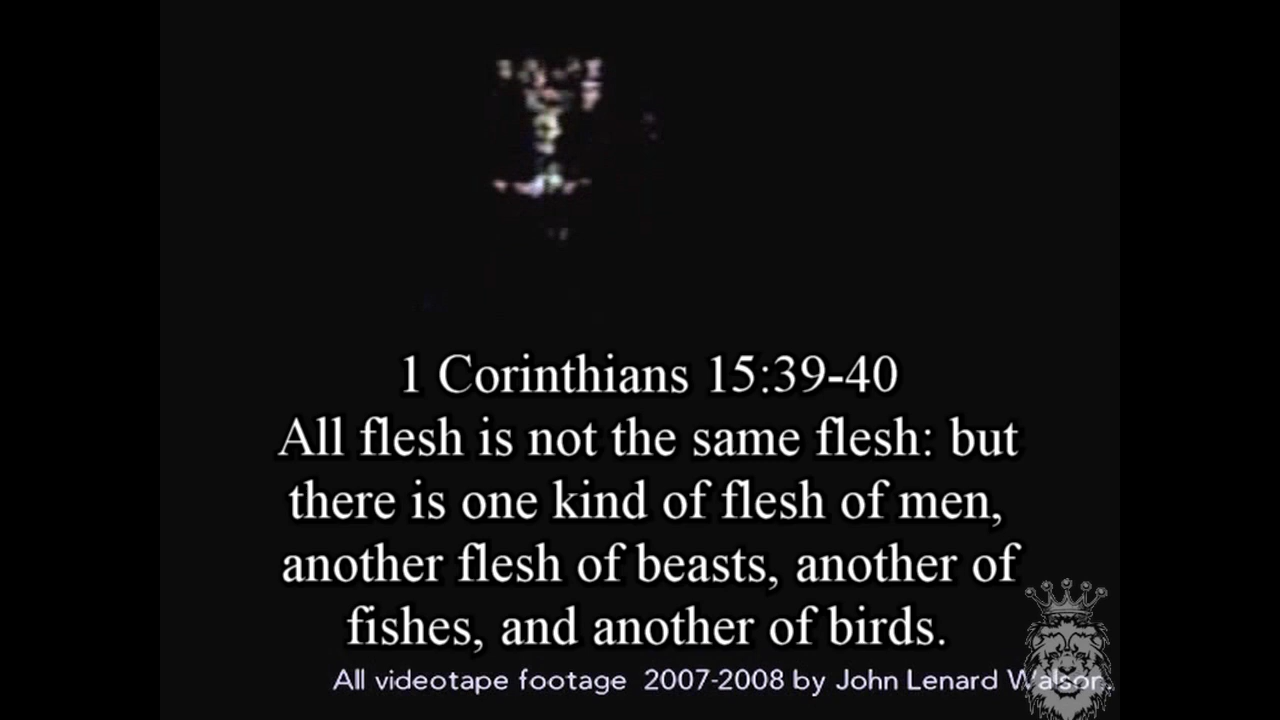 1 Corinthians 15:39-40
All flesh is not the same flesh: but
there is one kind of flesh of men,
another flesh of beasts, another of
fishes, and another of birds.
All videotape footage 2007-2008 by John Lenard Walson.